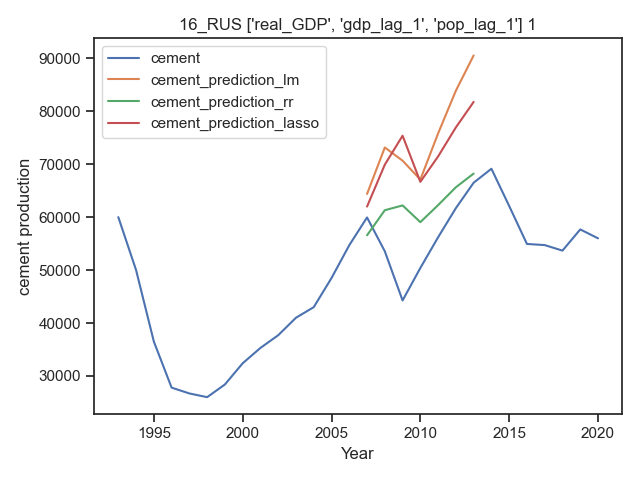 16_RUS ['real_GDP', 'gdp_lag_1', 'pop_lag_1'] 1
cement
cement_prediction_lm
cement_prediction_rr
cement_prediction_lasso
90000
80000
70000
60000
50000
40000
30000
cement production
1995
2000
2005
2010
2015
2020
Year